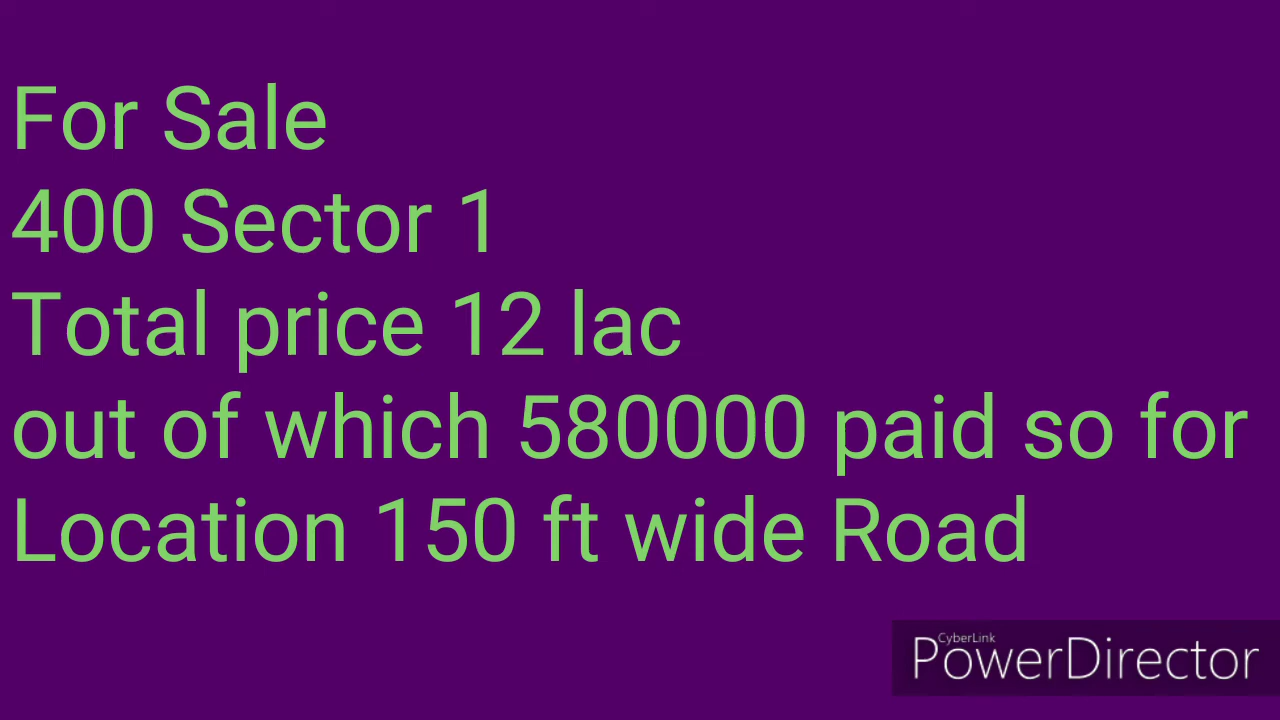 For Sale
400 Sector 1
Total price 12 lac
out of which 580000 paid so for
Location 150 ft wide Road
CyberLink
PowerDirector